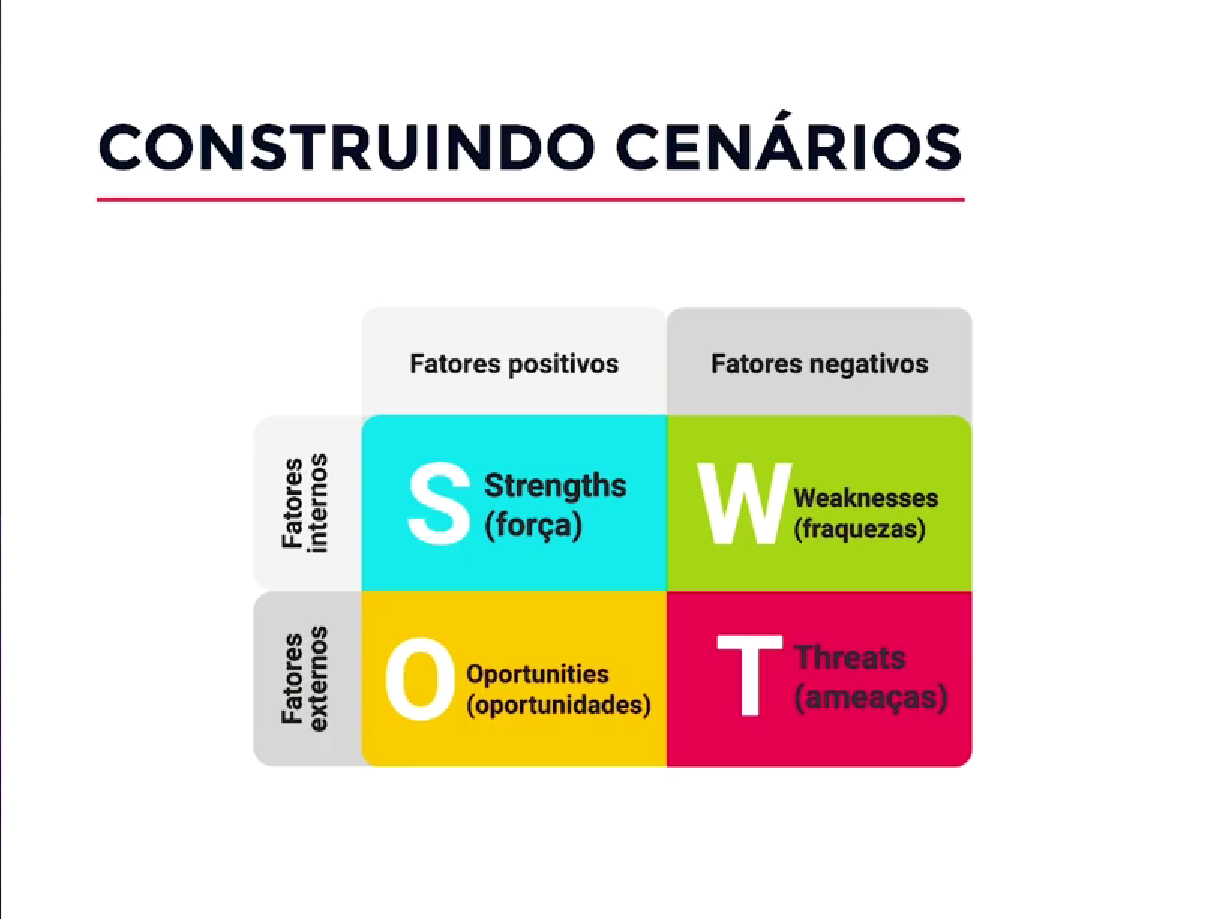 CONSTRUINDO CENÁRIOS
Fatores positivos
Fatores negativos
Fatores
internos
S
Strengths
(força)
W
Weaknesses
(fraquezas)
Fatores
externos
O
Oportunities
(oportunidades)
T
Threats
(ameaças)